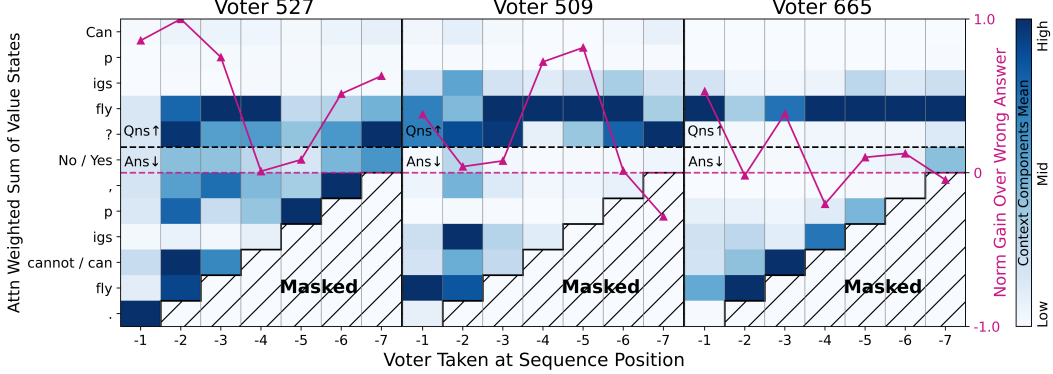 Voter 527 Voter 509 Voter 665
Attn Weighted Sum of Value States
Can
p
igs
fly
?
No / Yes
,
p
igs
cannot / can
fly
.
Qns↑ Qns↑ Qns↑
Ans↓ Ans↓ Ans↓
Masked Masked Masked
-1 -2 -3 -4 -5 -6 -7 -1 -2 -3 -4 -5 -6 -7 -1 -2 -3 -4 -5 -6 -7
Voter Taken at Sequence Position
1.0
0
-1.0
Norm Gain Over Wrong Answer
Context Components Mean
High
Mid
Low